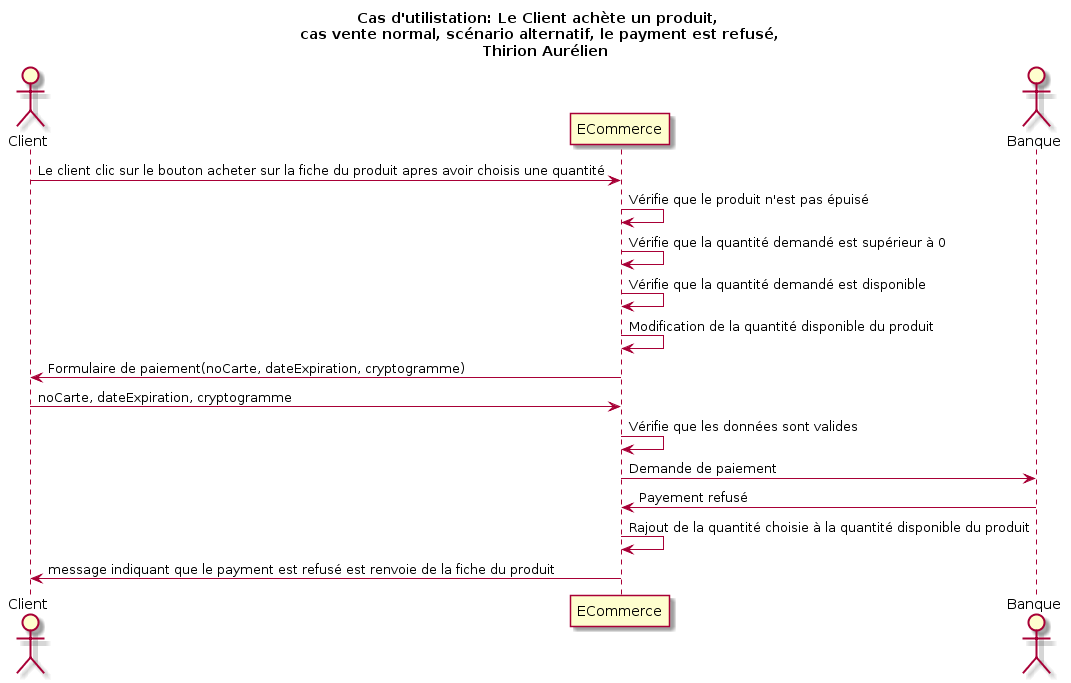 Cas d'utilistation: Le Client achète un produit,
cas vente normal, scénario alternatif, le payment est refusé,
Thirion Aurélien
Client
ECommerce
Banque
Le client clic sur le bouton acheter sur la fiche du produit apres avoir choisis une quantité
Vérifie que le produit n'est pas épuisé
Vérifie que la quantité demandé est supérieur à 0
Vérifie que la quantité demandé est disponible
Modification de la quantité disponible du produit
Formulaire de paiement(noCarte, dateExpiration, cryptogramme)
noCarte, dateExpiration, cryptogramme
Vérifie que les données sont valides
Demande de paiement
Payement refusé
Rajout de la quantité choisie à la quantité disponible du produit
message indiquant que le payment est refusé est renvoie de la fiche du produit
Client
ECommerce
Banque